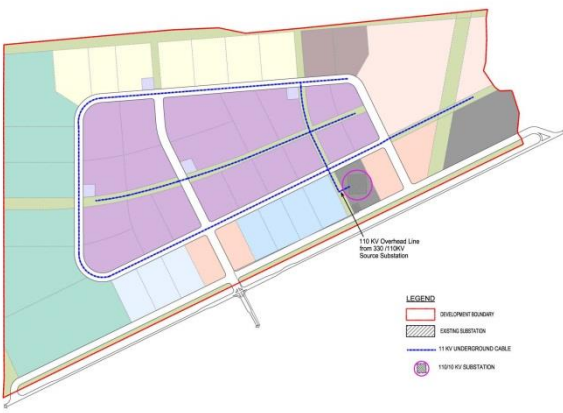 110 KV Overhead Line
from 330 /110KV
Source Substation
LEGEND
DEVELOPMENT BOUNDARY
EXISTING SUBSTATION
11 KV UNDERGROUND CABLE
110/10 KV SUBSTATION